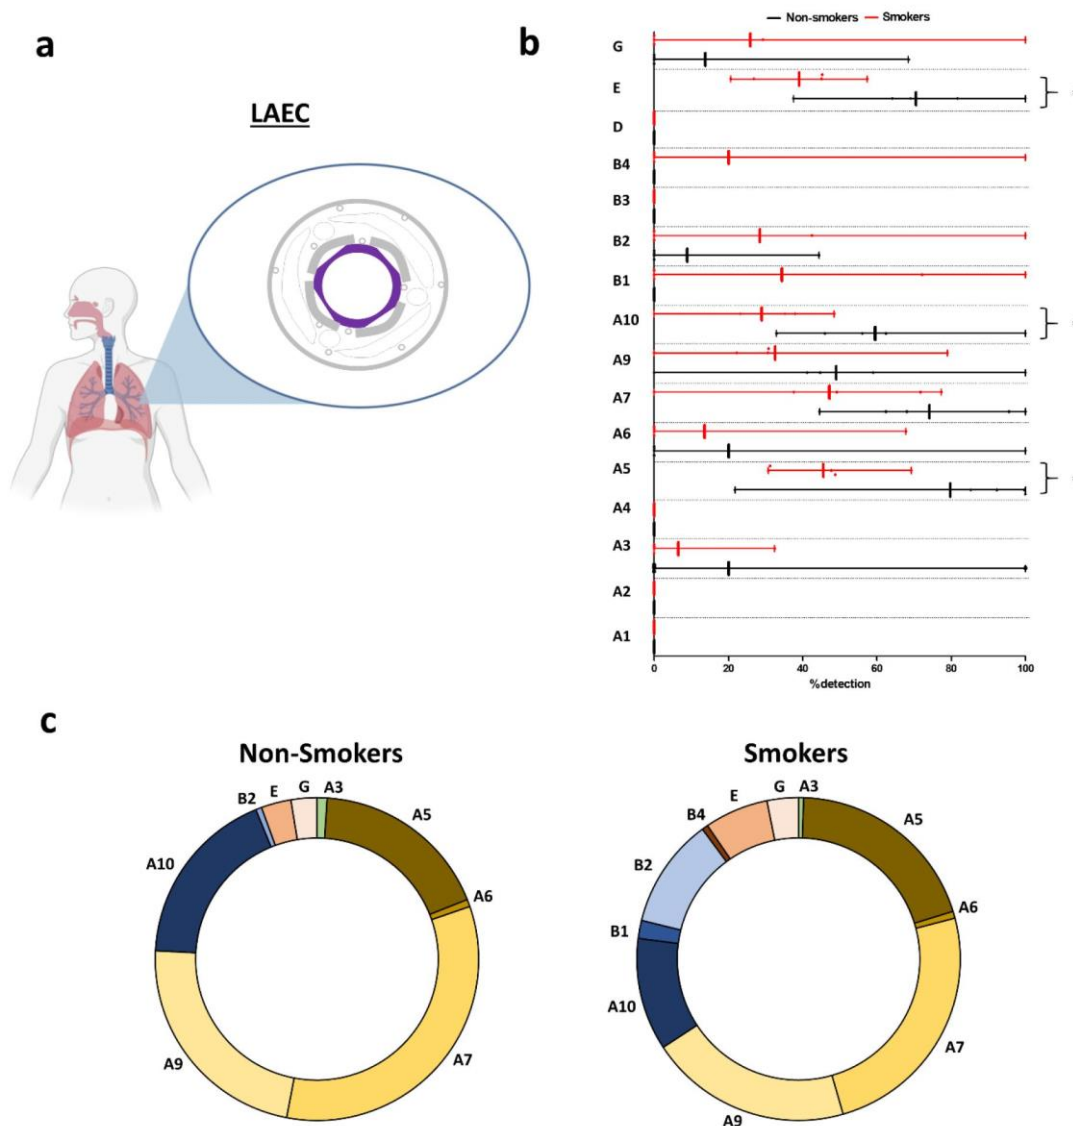 a
LAEC
b
Non-smokers Smokers
G
E
D
B4
B3
B2
B1
A10
A9
A7
A6
A5
A4
A3
A2
A1
0 20 40 60 80 100
%detection
c
Non-Smokers
B2 E G A3
A5
A10
A6
A9
A7
Smokers
B4 E G A3
A5
B2
A6
B1
A10
A7
A9